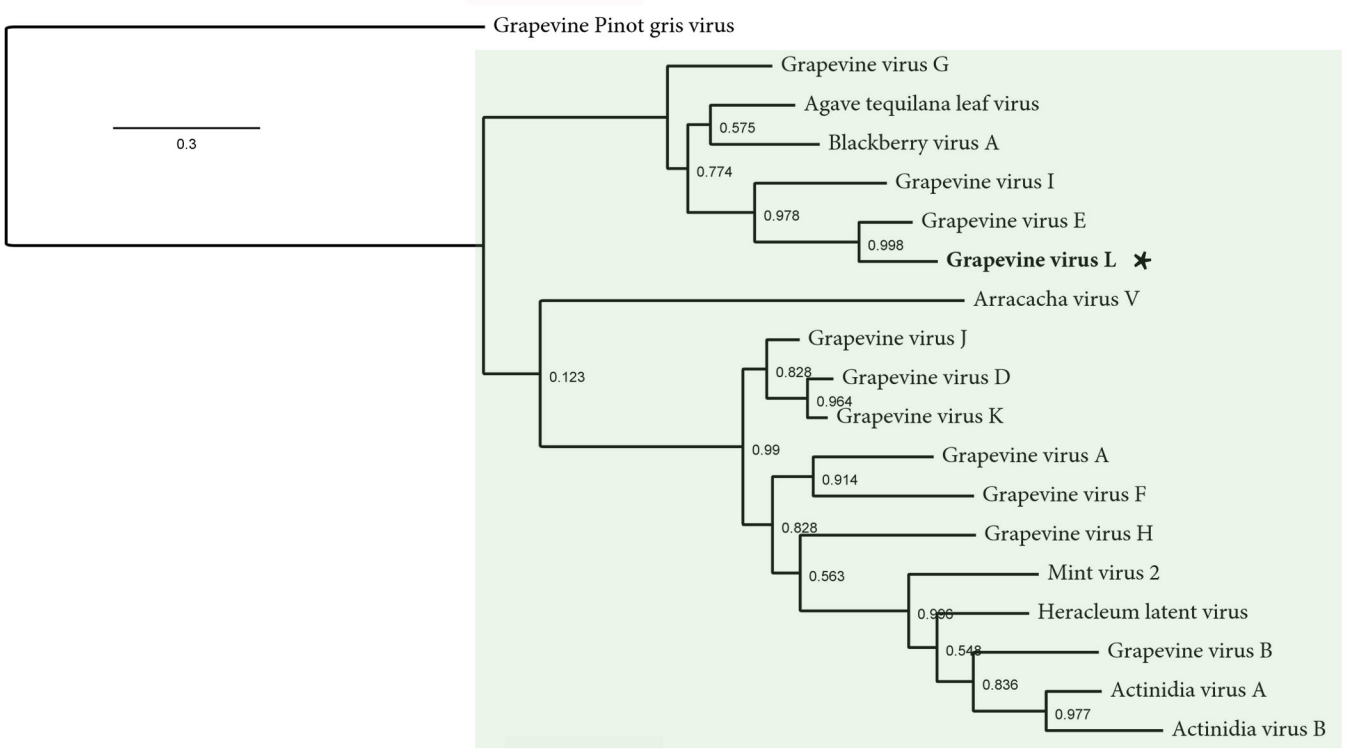 Grapevine Pinot gris virus
Grapevine virus G
0.3
Agave tequilana leaf virus
0.575
Blackberry virus A
0.774
Grapevine virus I
0.978
Grapevine virus E
0.998
Grapevine virus L *
Arracacha virus V
0.123
Grapevine virus J
0.828
Grapevine virus D
0.964
Grapevine virus K
0.99
Grapevine virus A
0.914
Grapevine virus F
0.828
Grapevine virus H
0.563
Mint virus 2
0.996
Heracleum latent virus
0.548
Grapevine virus B
0.836
Actinidia virus A
0.977
Actinidia virus B